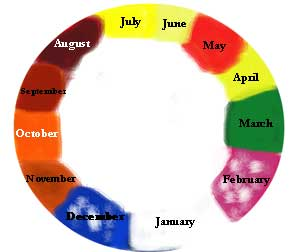 July
June
August
May
April
September
March
October
February
November
December
January